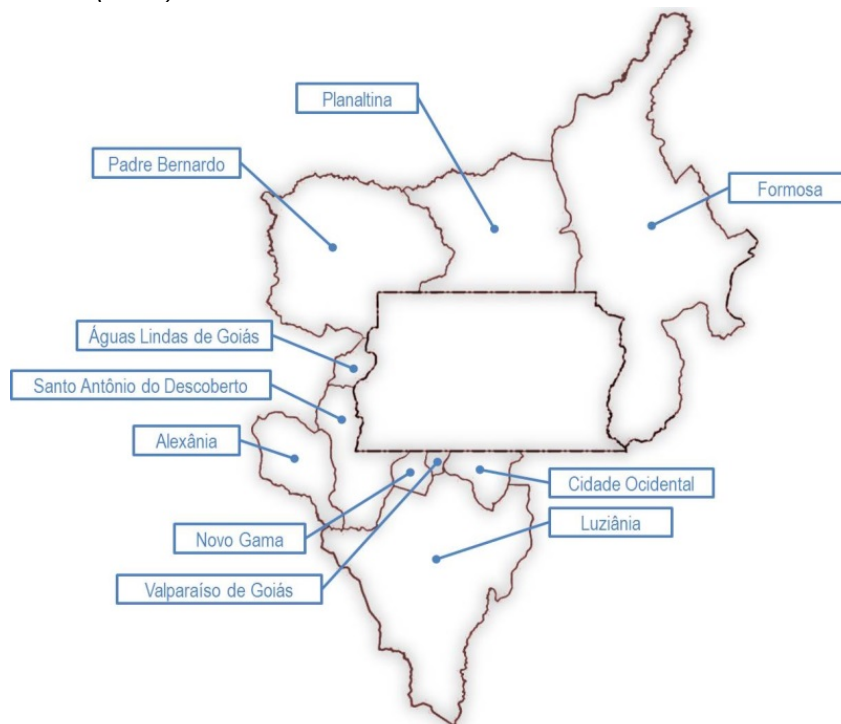 Planaltina
Padre Bernardo
Formosa
Águas Lindas de Goiás
Santo Antônio do Descoberto
Alexânia
Cidade Ocidental
Luziânia
Novo Gama
Valparaíso de Goiás